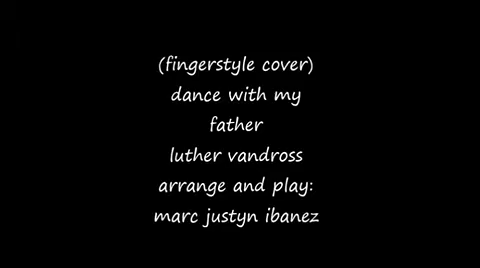 (fingerstyle cover)
dance with my
father
luther vandross
arrange and play:
marc justyn ibanez